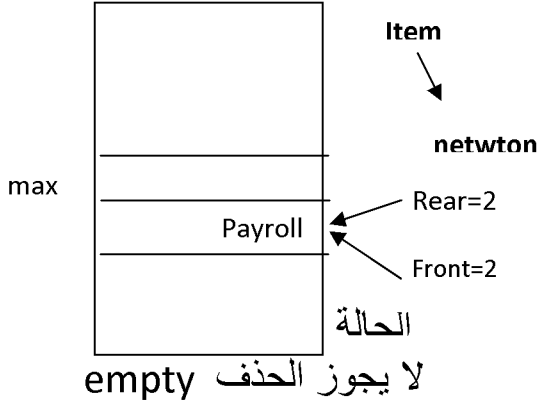 Item
netwton
max
Rear=2
Payroll
Front=2
الحالة
لا يجوز الحذف empty